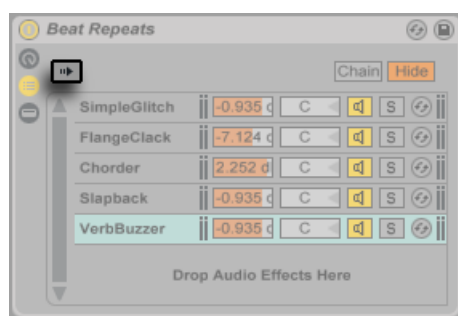 Beat Repeats
Chain Hide
SimpleGlitch -0.935 d C S
FlangeClack -7.124 d C S
Chorder 2.252 d C S
Slapback -0.935 d C S
VerbBuzzer -0.935 d C S
Drop Audio Effects Here